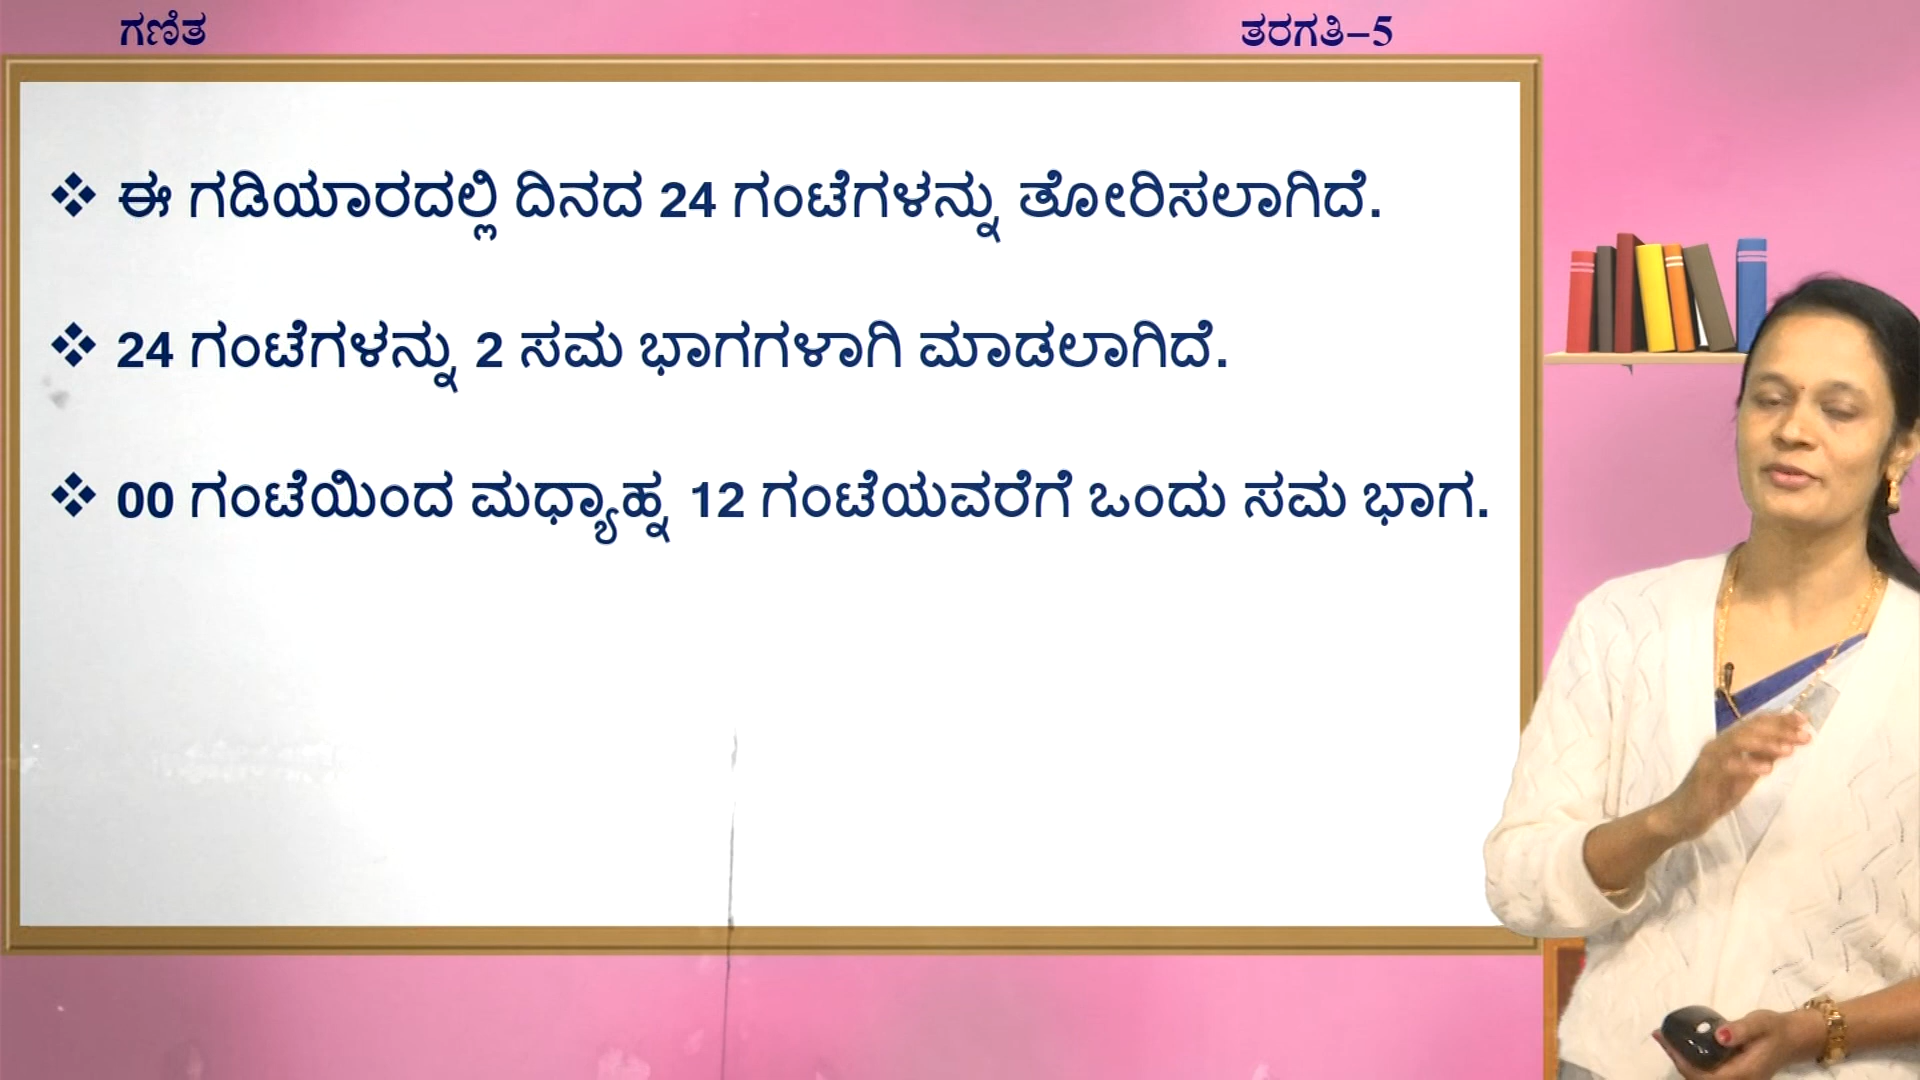 ಗಣಿತ ತರಗತಿ–5
❖ ಈ ಗಡಿಯಾರದಲ್ಲಿ ದಿನದ 24 ಗಂಟೆಗಳನ್ನು ತೋರಿಸಲಾಗಿದೆ.
❖ 24 ಗಂಟೆಗಳನ್ನು 2 ಸಮ ಭಾಗಗಳಾಗಿ ಮಾಡಲಾಗಿದೆ.
❖ 00 ಗಂಟೆಯಿಂದ ಮಧ್ಯಾಹ್ನ 12 ಗಂಟೆಯವರೆಗೆ ಒಂದು ಸಮ ಭಾಗ.